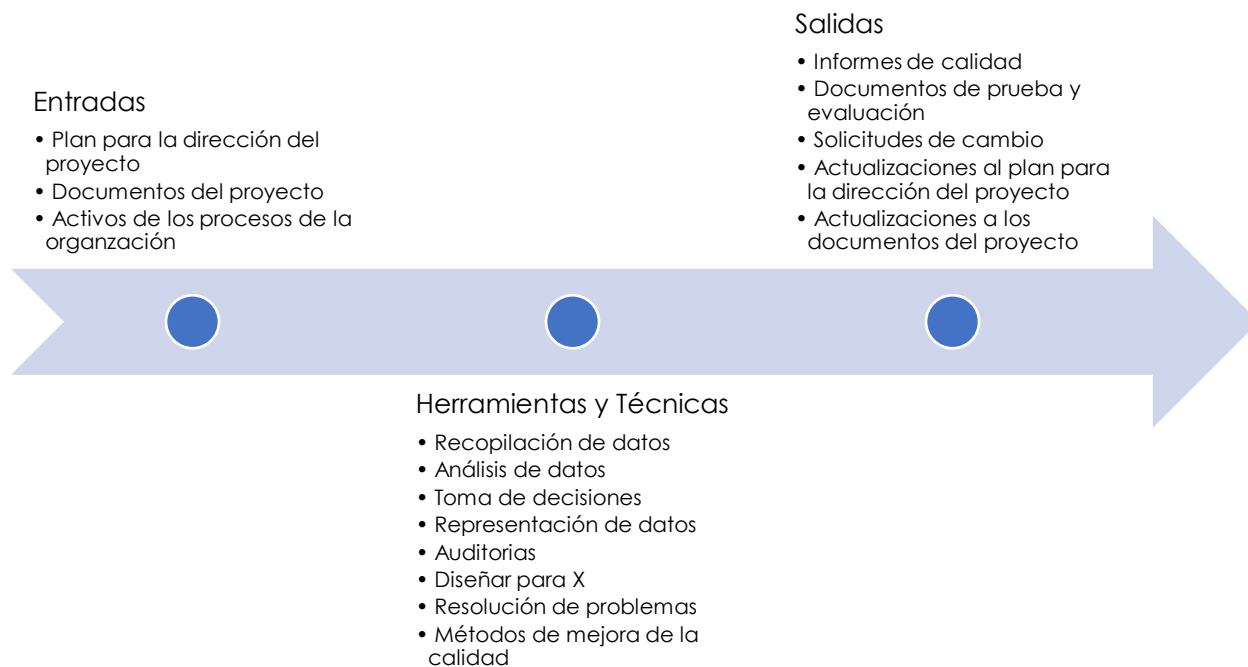 Entradas
• Plan para la dirección del
proyecto
• Documentos del proyecto
• Activos de los procesos de la
organzación
Herramientas y Técnicas
• Recopilación de datos
• Análisis de datos
• Toma de decisiones
• Representación de datos
• Auditorias
• Diseñar para X
• Resolución de problemas
• Métodos de mejora de la
calidad
Salidas
• Informes de calidad
• Documentos de prueba y
evaluación
• Solicitudes de cambio
• Actualizaciones al plan para
la dirección del proyecto
• Actualizaciones a los
documentos del proyecto